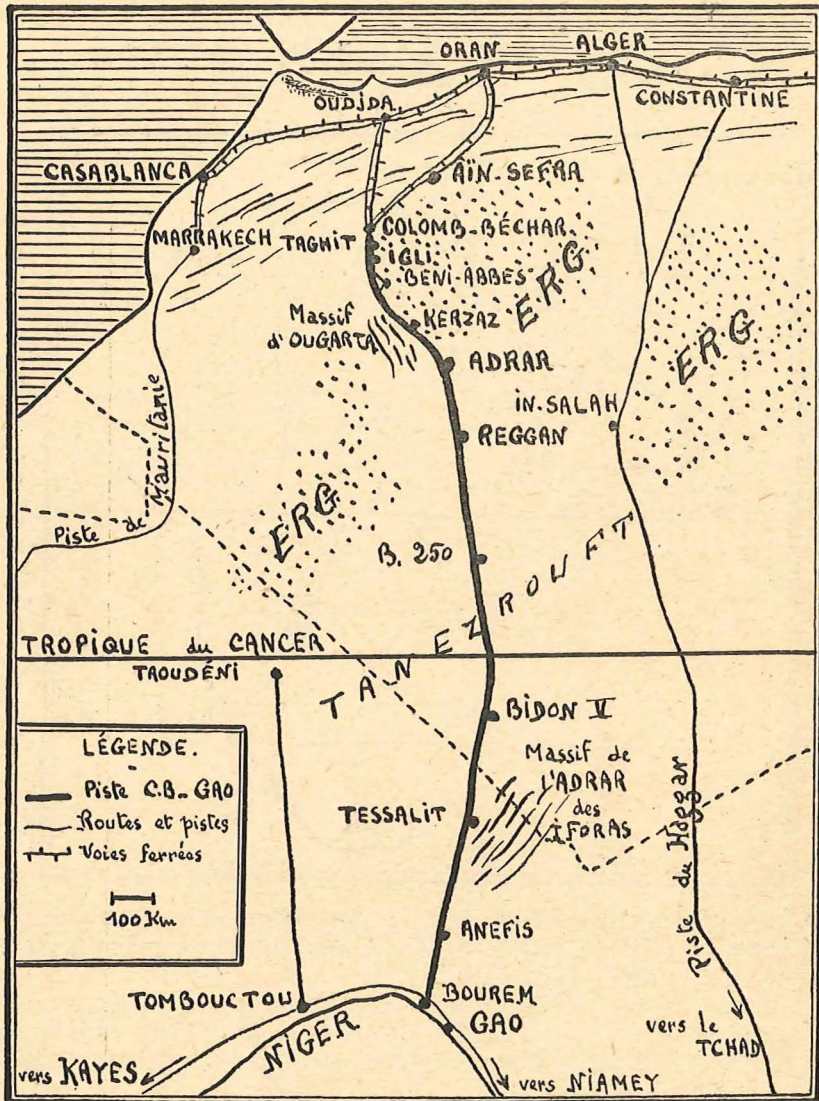 ORAN
ALGER
OUDJDA
CONSTANTINE
CASABLANCA
AÏN-SEFRA
MARRAKECH
TAGHIT
COLOMB-BÉCHAR
IGLI
BENI-ABBES
ERG
KERZAZ
Massif
d'OUGARTA
ADRAR
ERG
IN-SALAH
REGGAN
Piste de Mauritanie
ERG
B. 250
TANEZROUFT
TROPIQUE du CANCER
TAOUDÉNI
BIDON V
LÉGENDE.
Piste C.B-GAO
Routes et pistes
Voies ferrées
100 Km
Massif de
L'ADRAR
des
IFORAS
TESSALIT
Piste du Hoggar
ANEFIS
TOMBOUCTOU
BOUREM
GAO
NIGER
vers le
TCHAD
vers KAYES
vers NIAMEY